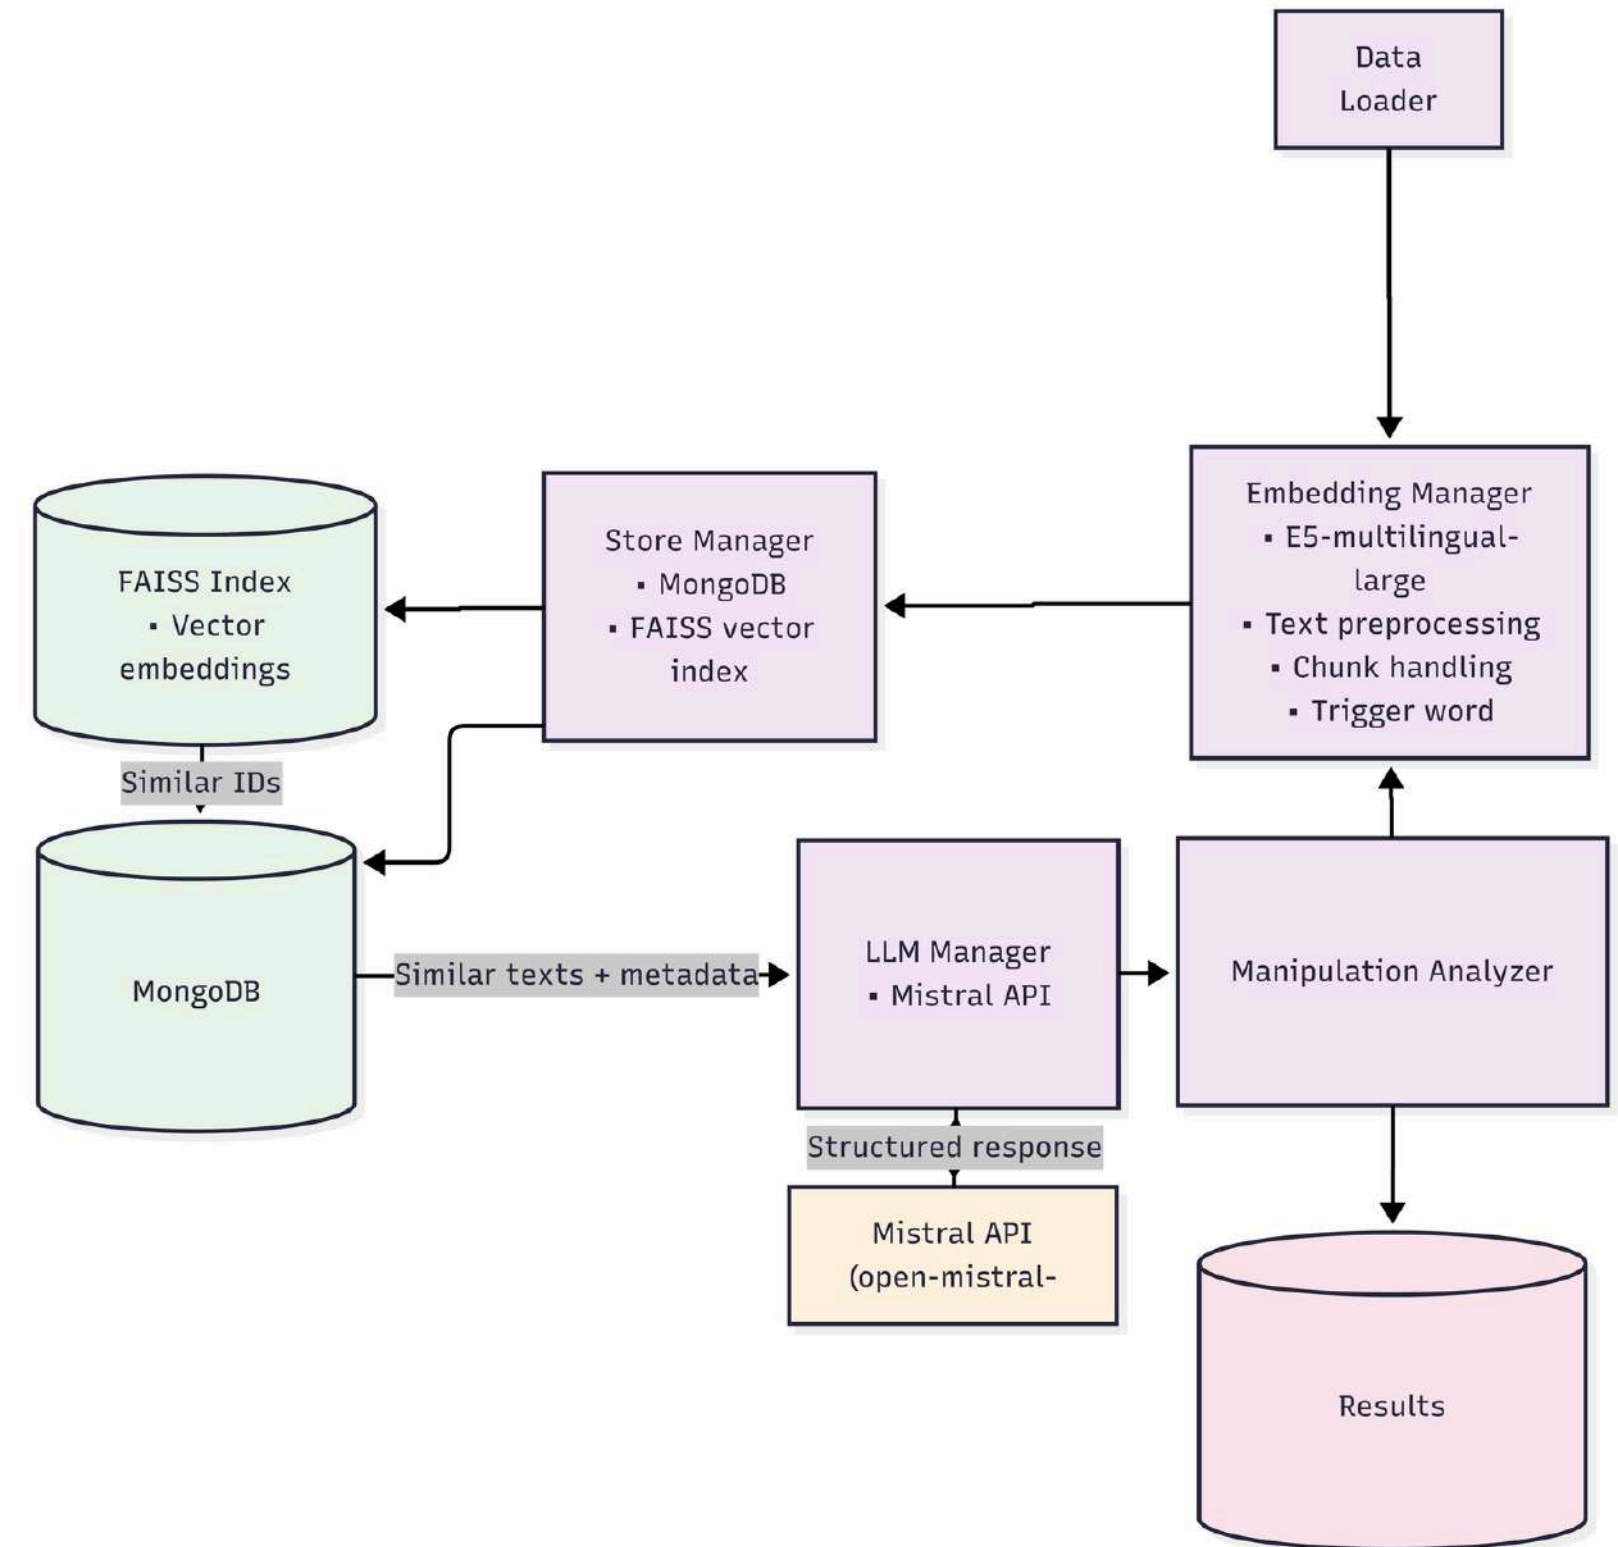 Data
Loader
Embedding Manager
▪ E5-multilingual-
large
▪ Text preprocessing
▪ Chunk handling
▪ Trigger word
Store Manager
▪ MongoDB
▪ FAISS vector
index
FAISS Index
▪ Vector
embeddings
Similar IDs
MongoDB
Similar texts + metadata
LLM Manager
▪ Mistral API
Manipulation Analyzer
Structured response
Mistral API
(open-mistral-
Results